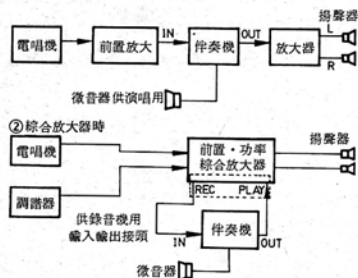 揚聲器
電唱機
前置放大
IN
伴奏機
OUT
放大器
L
R
微音器供演唱用
②綜合放大器時
電唱機
前置・功率
綜合放大器
揚聲器
調諧器
REC
PLAY
供錄音機用
輸入輸出接頭
IN
伴奏機
OUT
微音器